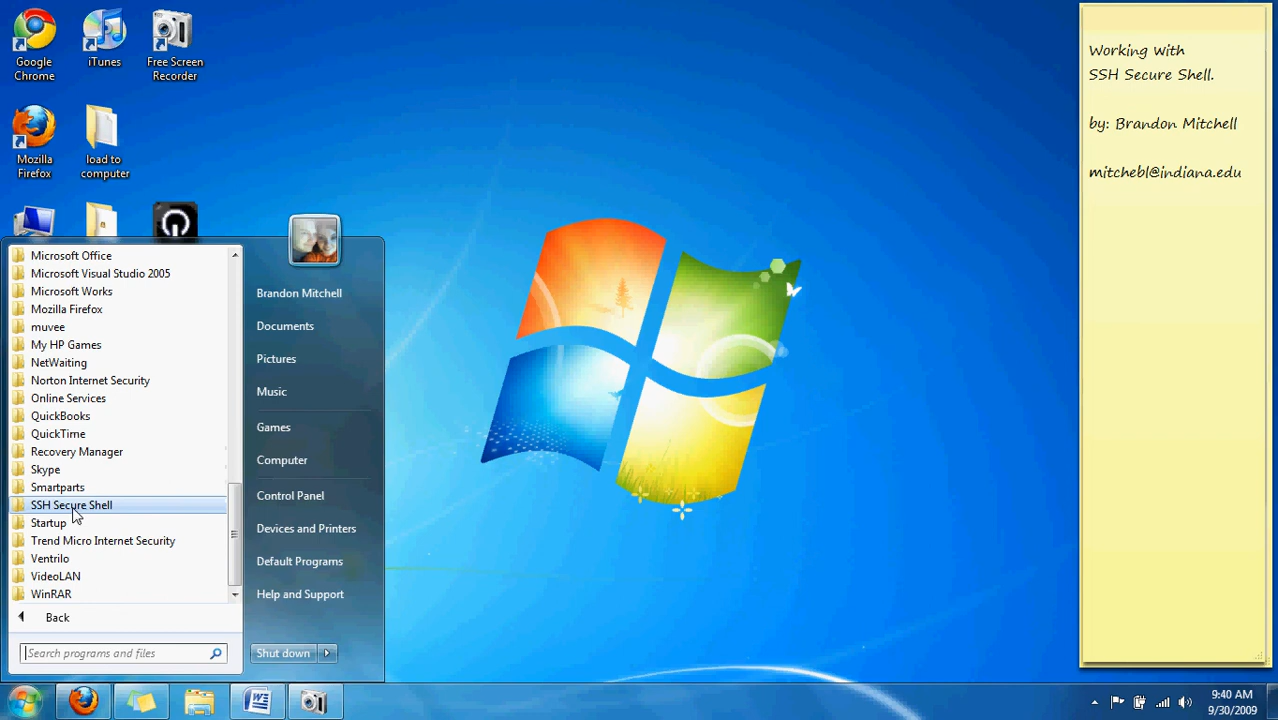 Google
Chrome
iTunes
Free Screen
Recorder
Mozilla
Firefox
load to
computer
Microsoft Office
Microsoft Visual Studio 2005
Microsoft Works
Mozilla Firefox
muvee
My HP Games
NetWaiting
Norton Internet Security
Online Services
QuickBooks
QuickTime
Recovery Manager
Skype
Smartparts
SSH Secure Shell
Startup
Trend Micro Internet Security
Ventrilo
VideoLAN
WinRAR
Back
Search programs and files
Brandon Mitchell
Documents
Pictures
Music
Games
Computer
Control Panel
Devices and Printers
Default Programs
Help and Support
Shut down
Working with
SSH Secure Shell.
by: Brandon Mitchell
mitchebl@indiana.edu
9:40 AM
9/30/2009